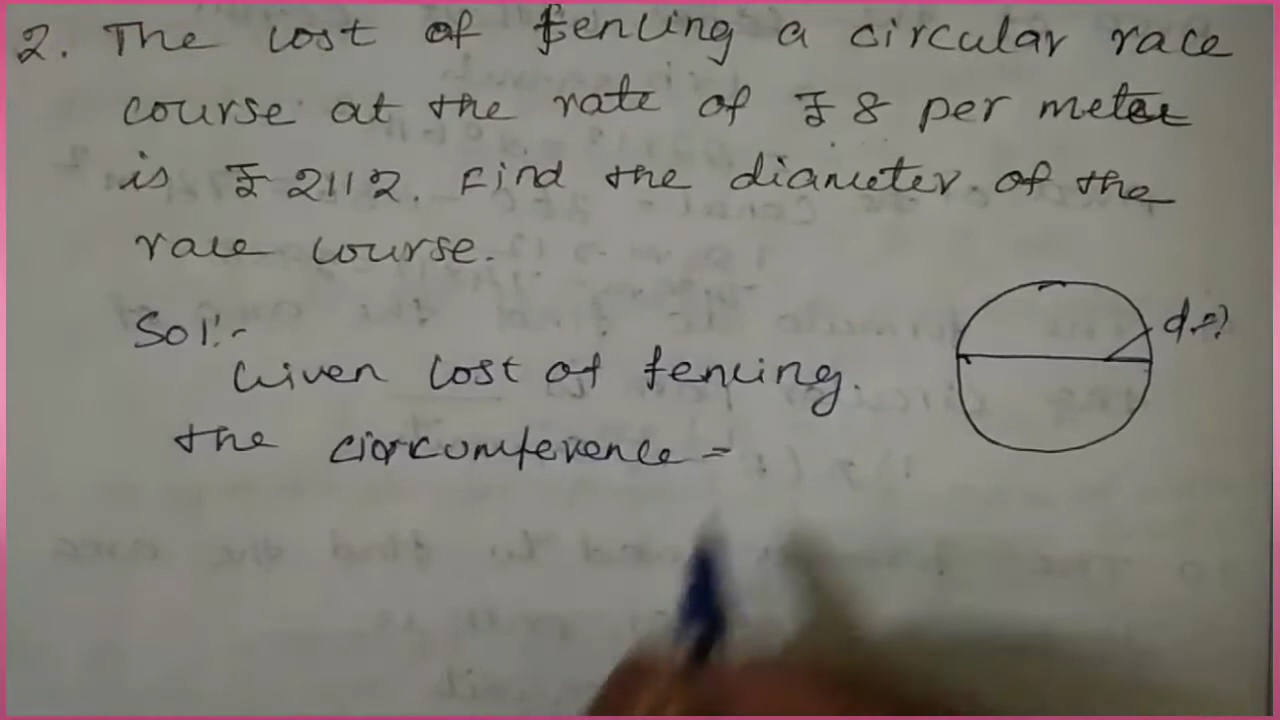 2. The cost of fencing a circular race
course at the rate of ₹ 8 per meter
is ₹ 2112. Find the diameter of the
race course.
Sol:-
d=?
Given cost of fencing.
the circumference =